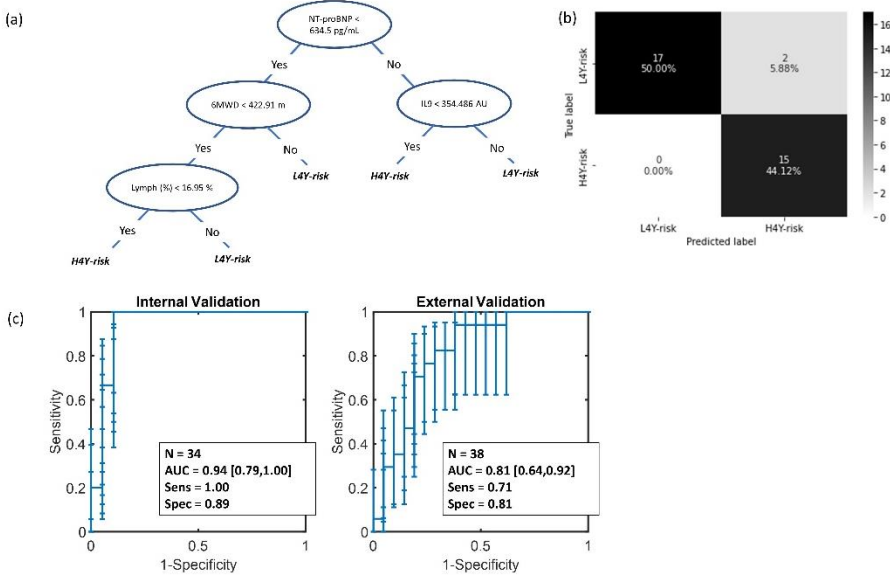 (a)
NT-proBNP <
634.5 pg/mL
Yes
No
6MWD < 422.91 m
IL9 < 354.486 AU
Yes
No
Yes
No
Lymph (%) < 16.95 %
L4Y-risk
H4Y-risk
L4Y-risk
Yes
No
H4Y-risk
L4Y-risk
(b)
True label
L4Y-risk
H4Y-risk
17
50.00%
2
5.88%
0
0.00%
15
44.12%
L4Y-risk
H4Y-risk
Predicted label
16
14
12
10
8
6
4
2
0
(c)
Internal Validation
Sensitivity
1
0.8
0.6
0.4
0.2
0
N = 34
AUC = 0.94 [0.79,1.00]
Sens = 1.00
Spec = 0.89
0
0.5
1
1-Specificity
External Validation
Sensitivity
1
0.8
0.6
0.4
0.2
0
N = 38
AUC = 0.81 [0.64,0.92]
Sens = 0.71
Spec = 0.81
0
0.5
1
1-Specificity